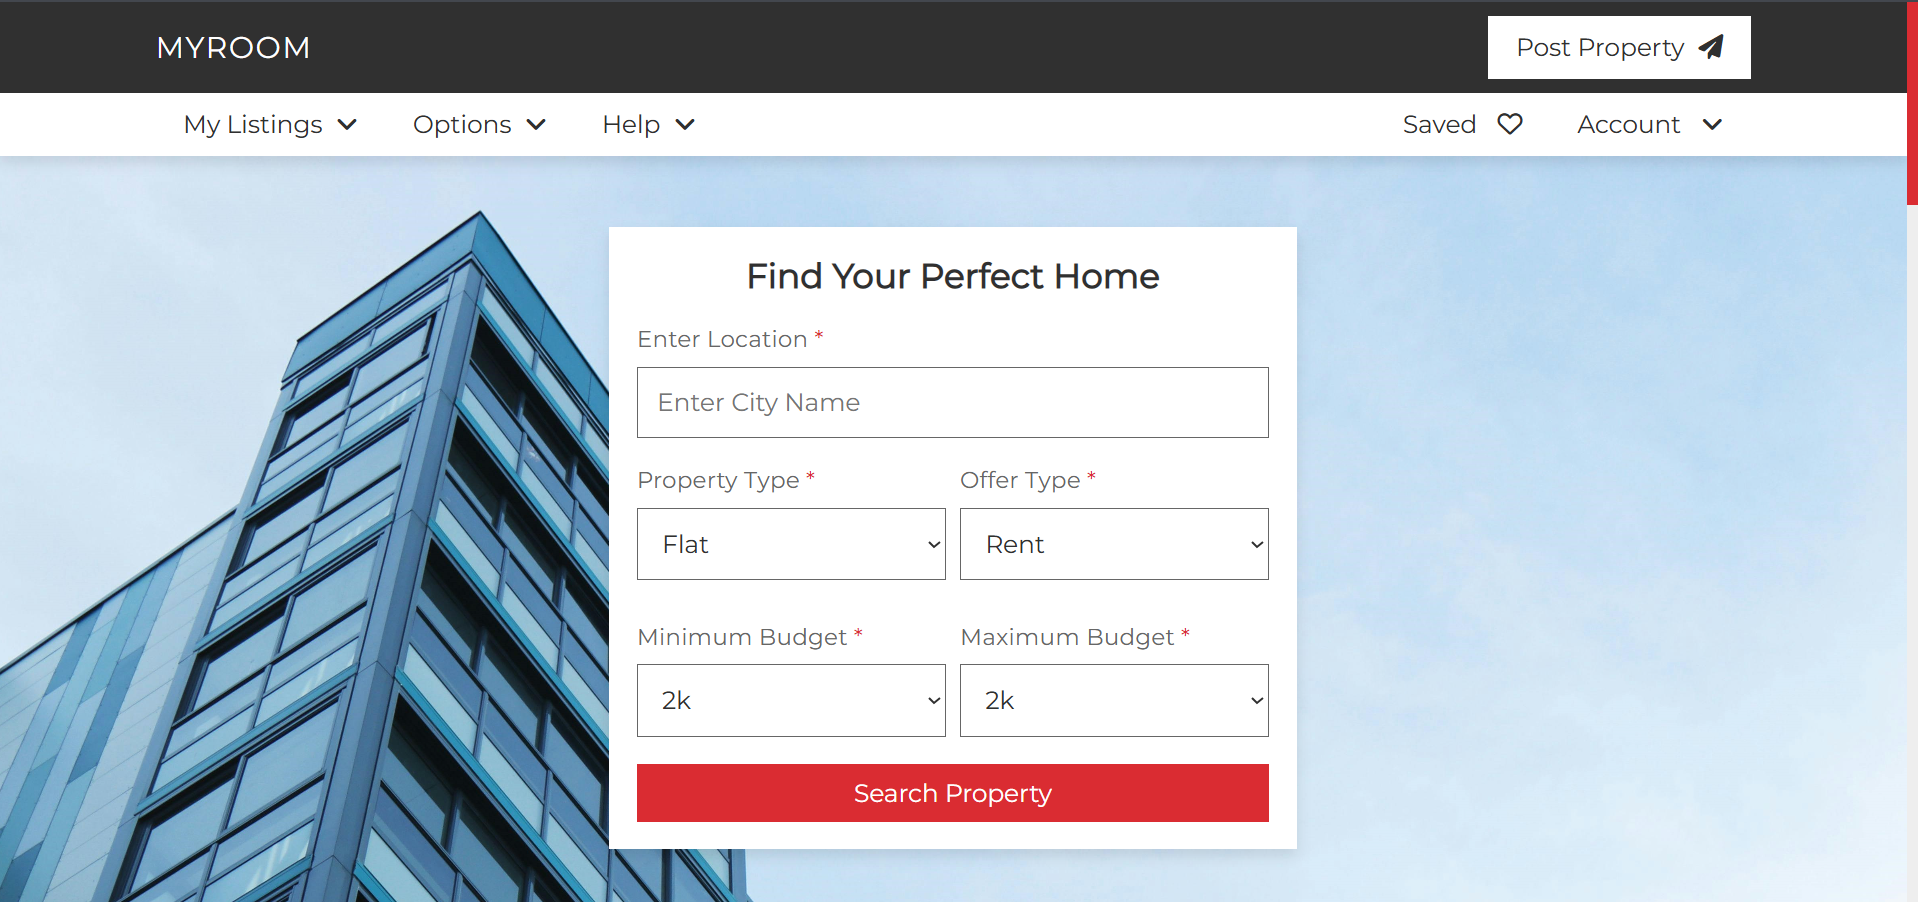 MYROOM
Post Property
My Listings
Options
Help
Saved
Account
Find Your Perfect Home
Enter Location *
Enter City Name
Property Type *
Offer Type *
Flat
Rent
Minimum Budget *
Maximum Budget *
2k
2k
Search Property